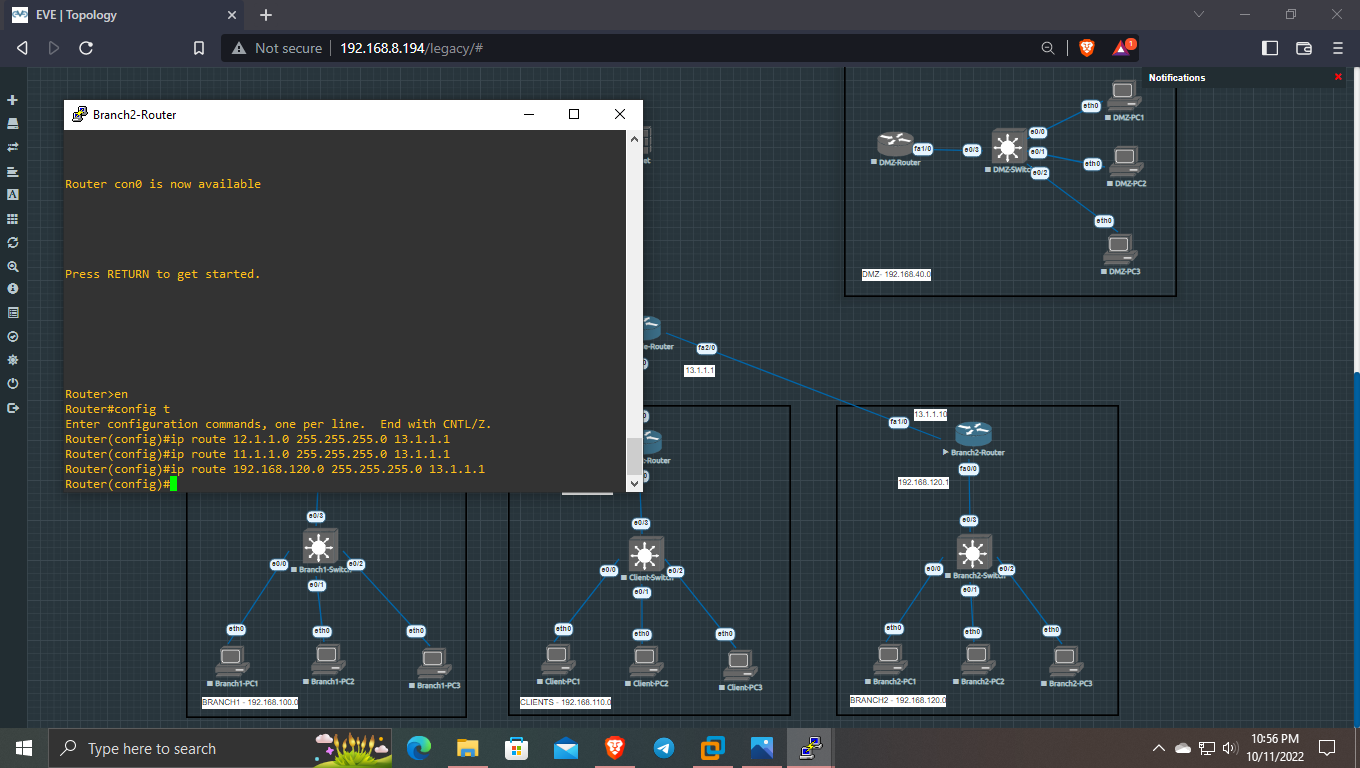 EVE | Topology
Not secure
192.168.8.194/legacy/#
1
Notifications
Branch2-Router
Router con0 is now available
Press RETURN to get started.
Router>en
Router#config t
Enter configuration commands, one per line.  End with CNTL/Z.
Router(config)#ip route 12.1.1.0 255.255.255.0 13.1.1.1
Router(config)#ip route 11.1.1.0 255.255.255.0 13.1.1.1
Router(config)#ip route 192.168.120.0 255.255.255.0 13.1.1.1
Router(config)#
eth0
DMZ-PC1
DMZ-Router
fa1/0
e0/3
DMZ-Switch
e0/0
e0/1
e0/2
eth0
DMZ-PC2
eth0
DMZ-PC3
DMZ- 192.168.40.0
e-Router
fa2/0
13.1.1.1
13.1.1.10
fa1/0
Branch2-Router
fa0/0
192.168.120.1
-Router
e0/3
Branch1-Switch
e0/0
e0/1
e0/2
eth0
eth0
eth0
Branch1-PC1
Branch1-PC2
Branch1-PC3
BRANCH1 - 192.168.100.0
e0/3
Client-Switch
e0/0
e0/1
e0/2
eth0
eth0
eth0
Client-PC1
Client-PC2
Client-PC3
CLIENTS - 192.168.110.0
e0/3
Branch2-Switch
e0/0
e0/1
e0/2
eth0
eth0
eth0
Branch2-PC1
Branch2-PC2
Branch2-PC3
BRANCH2 - 192.168.120.0
Type here to search
10:56 PM
10/11/2022